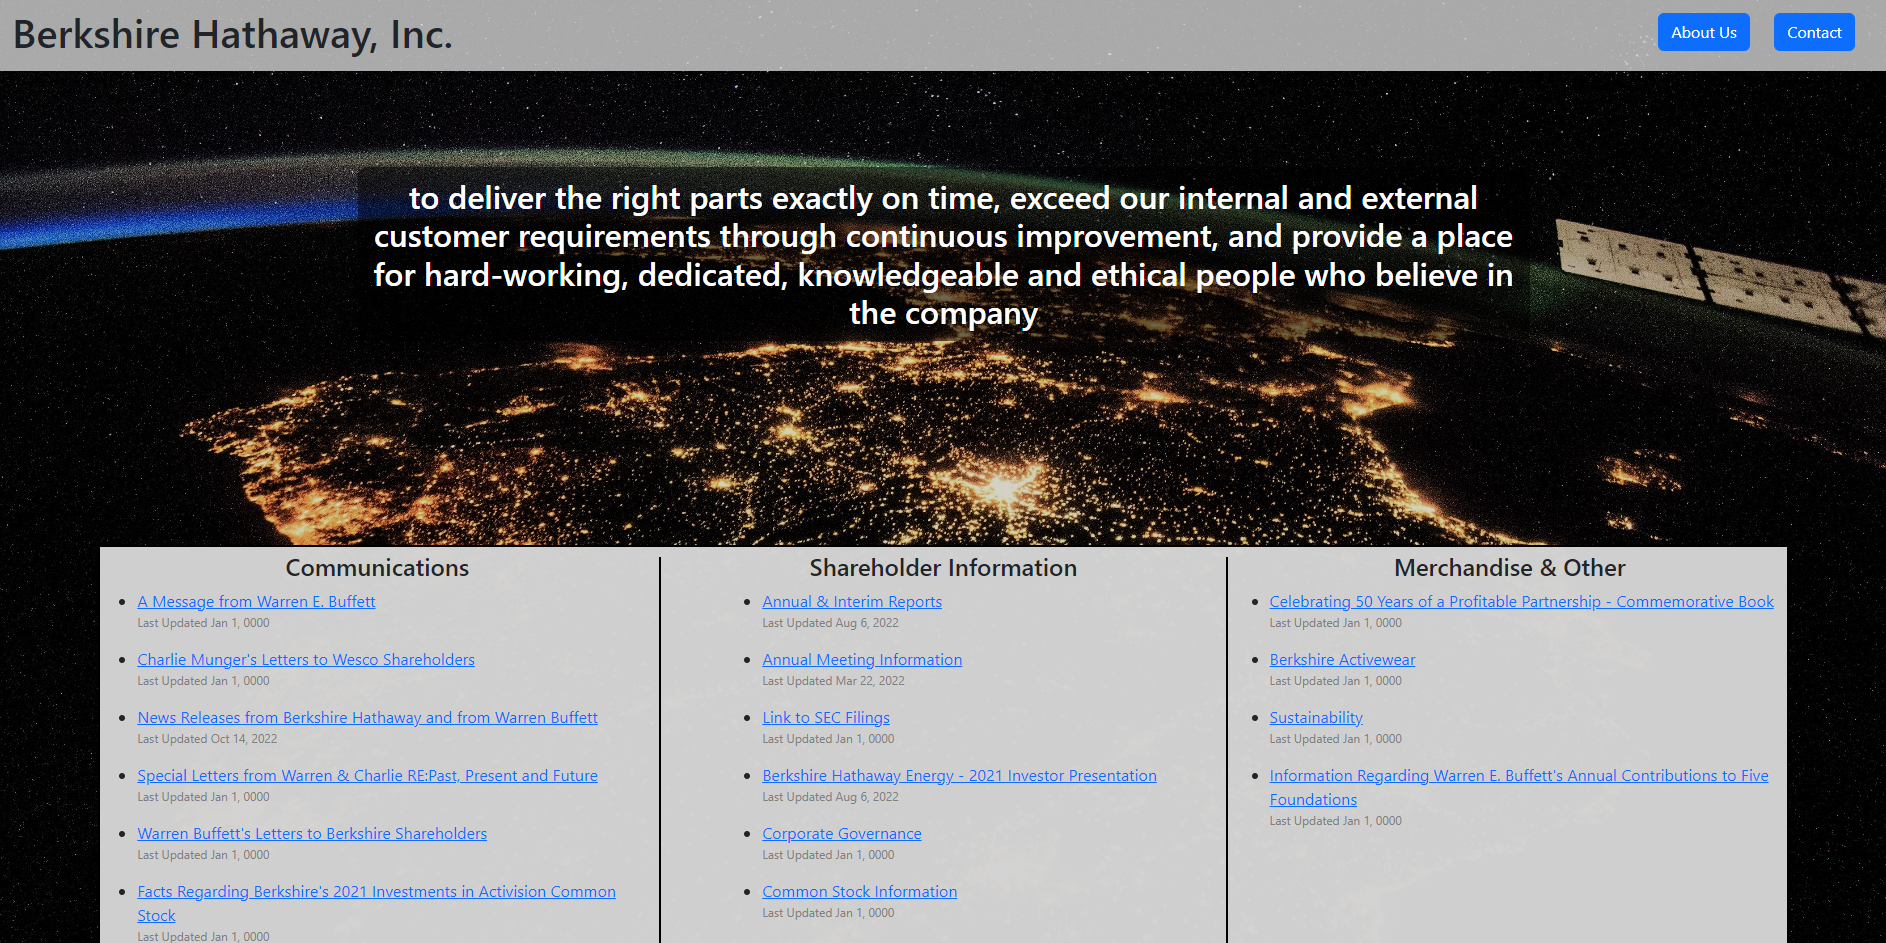 Berkshire Hathaway, Inc.
About Us
Contact
to deliver the right parts exactly on time, exceed our internal and external
customer requirements through continuous improvement, and provide a place
for hard-working, dedicated, knowledgeable and ethical people who believe in
the company
Communications
A Message from Warren E. Buffett
Last Updated Jan 1, 0000
Charlie Munger's Letters to Wesco Shareholders
Last Updated Jan 1, 0000
News Releases from Berkshire Hathaway and from Warren Buffett
Last Updated Oct 14, 2022
Special Letters from Warren & Charlie RE:Past, Present and Future
Last Updated Jan 1, 0000
Warren Buffett's Letters to Berkshire Shareholders
Last Updated Jan 1, 0000
Facts Regarding Berkshire's 2021 Investments in Activision Common
Stock
Last Updated Jan 1, 0000
Shareholder Information
Annual & Interim Reports
Last Updated Aug 6, 2022
Annual Meeting Information
Last Updated Mar 22, 2022
Link to SEC Filings
Last Updated Jan 1, 0000
Berkshire Hathaway Energy - 2021 Investor Presentation
Last Updated Aug 6, 2022
Corporate Governance
Last Updated Jan 1, 0000
Common Stock Information
Last Updated Jan 1, 0000
Merchandise & Other
Celebrating 50 Years of a Profitable Partnership - Commemorative Book
Last Updated Jan 1, 0000
Berkshire Activewear
Last Updated Jan 1, 0000
Sustainability
Last Updated Jan 1, 0000
Information Regarding Warren E. Buffett's Annual Contributions to Five
Foundations
Last Updated Jan 1, 0000